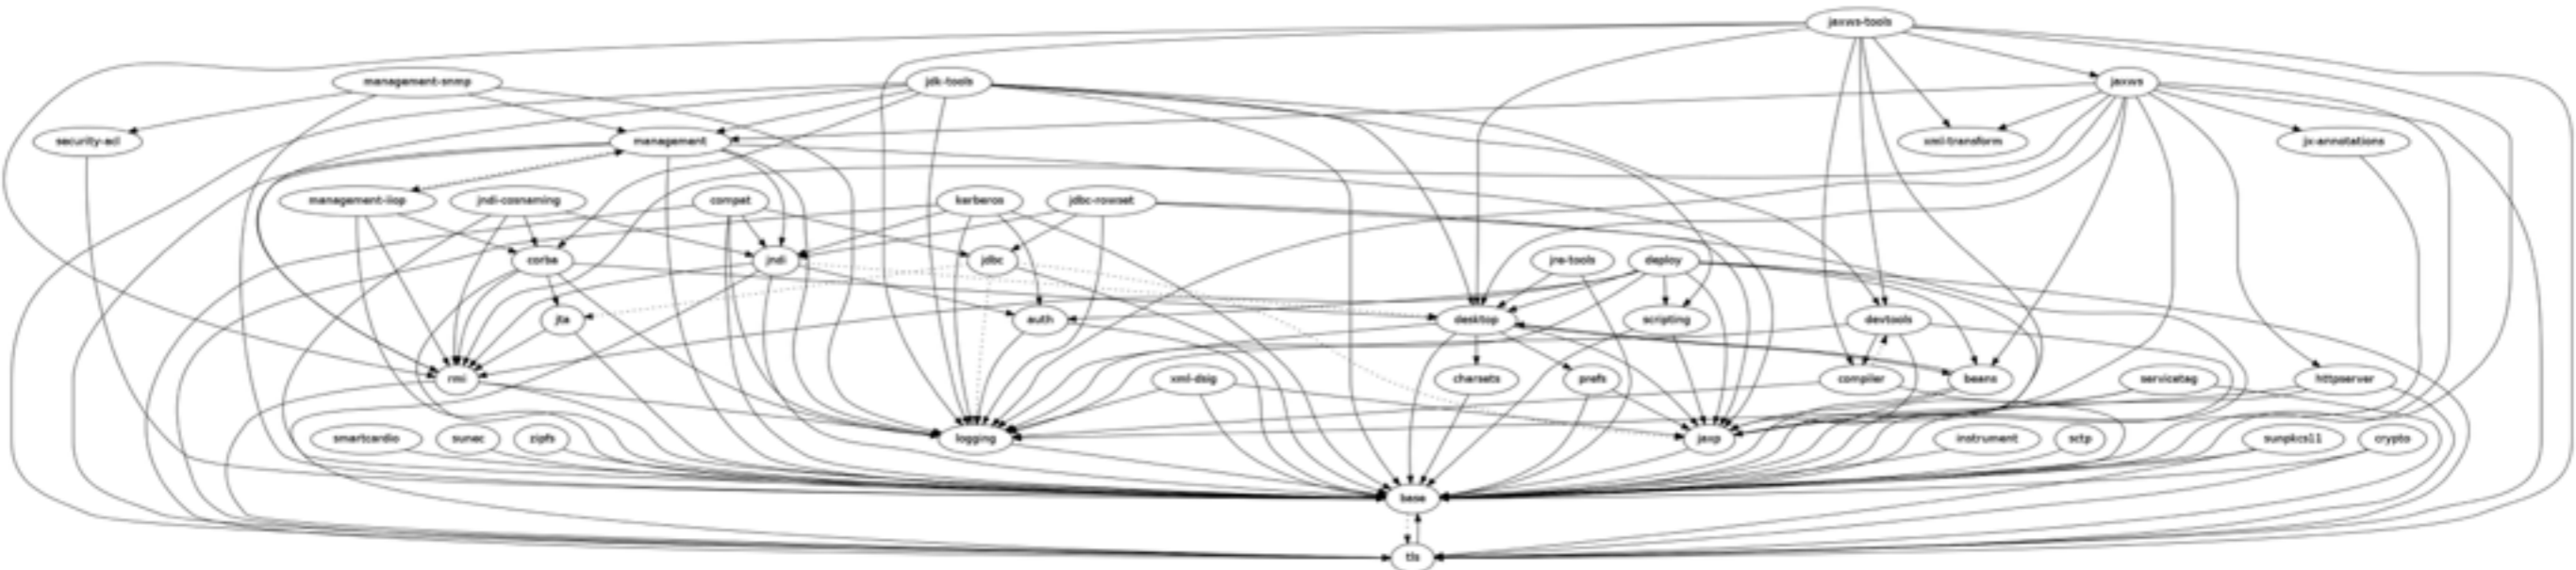 jaxws-tools
management-snmp
jdk-tools
jaxws
security-acl
management
xml-transform
jx-annotations
management-iiop
jndi-cosnaming
compat
kerberos
jdbc-rowset
corba
jndi
jdbc
jre-tools
deploy
jta
auth
desktop
scripting
devtools
rmi
xml-dsig
charsets
prefs
compiler
beans
servicetag
httpserver
smartcardio
sunec
zipfs
logging
jaxp
instrument
sctp
sunpkcs11
crypto
base
tls